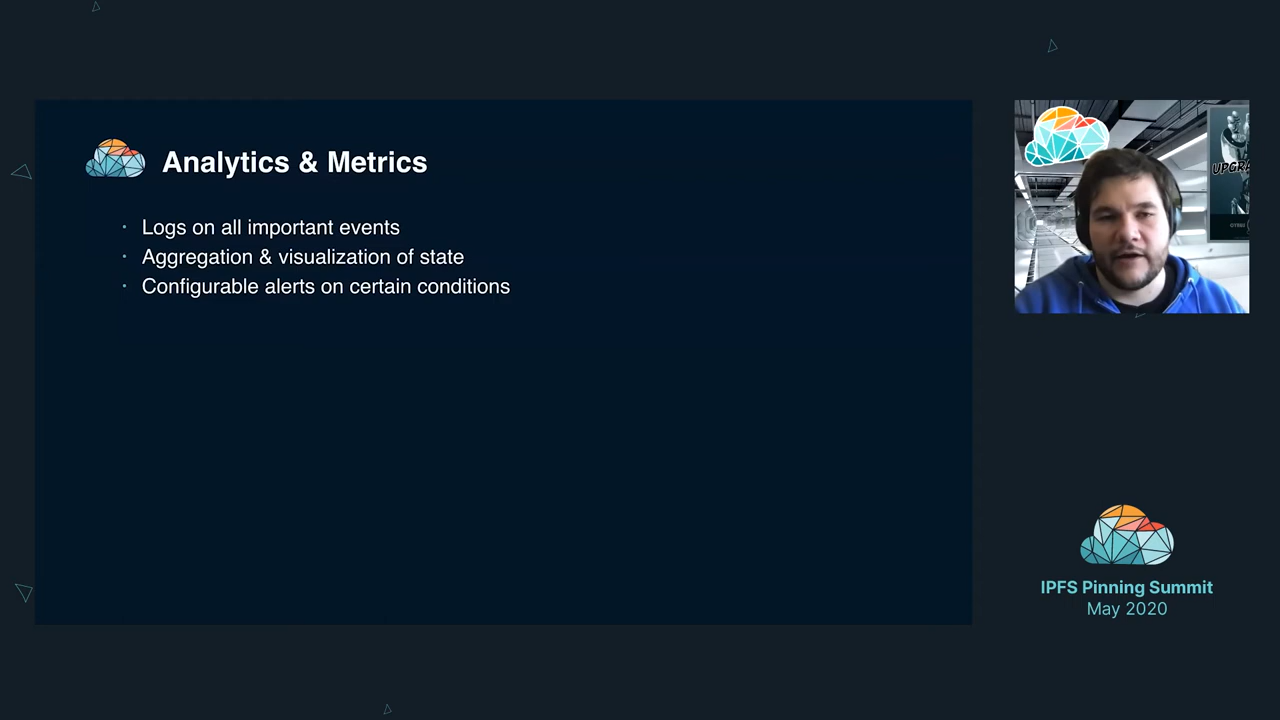 Analytics & Metrics
· Logs on all important events
· Aggregation & visualization of state
· Configurable alerts on certain conditions
IPFS Pinning Summit
May 2020